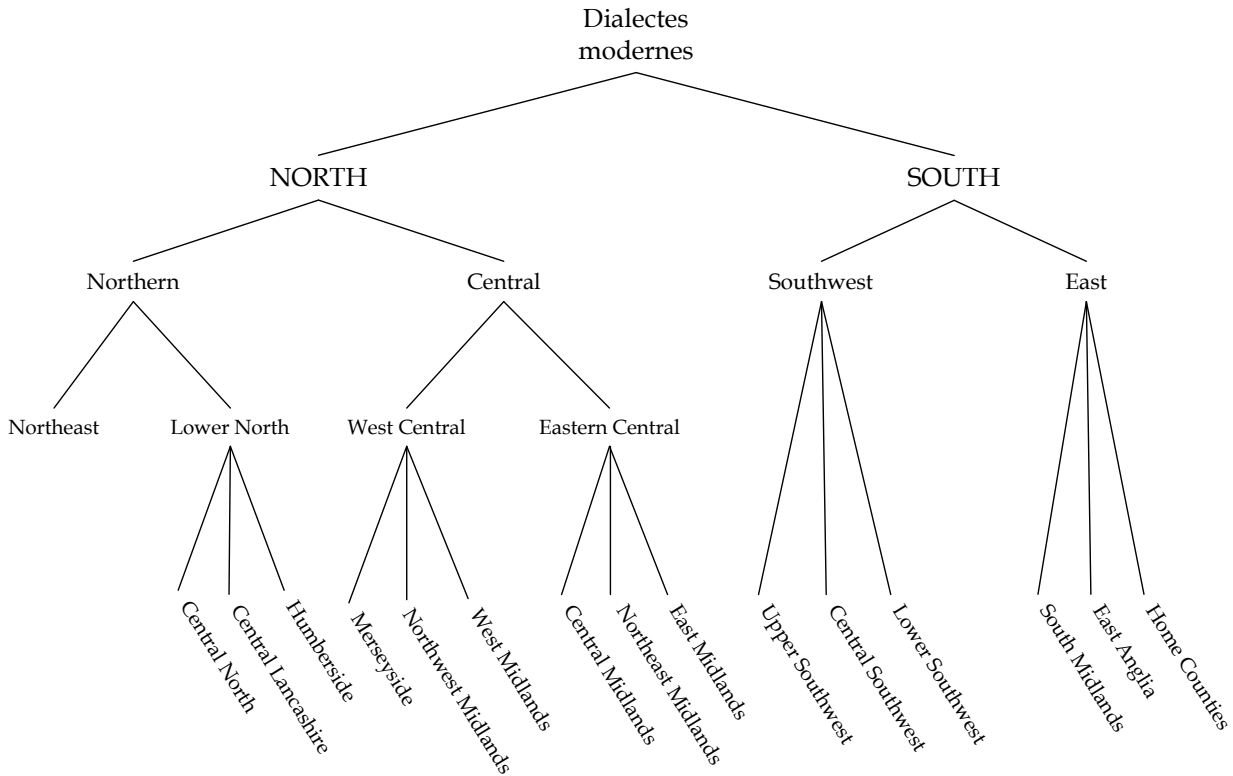 Dialectes
modernes
NORTH
SOUTH
Northern
Central
Southwest
East
Northeast
Lower North
West Central
Eastern Central
Central North
Central Lancashire
Humberside
Merseyside
Northwest Midlands
West Midlands
Central Midlands
Northeast Midlands
East Midlands
Upper Southwest
Central Southwest
Lower Southwest
South Midlands
East Anglia
Home Counties